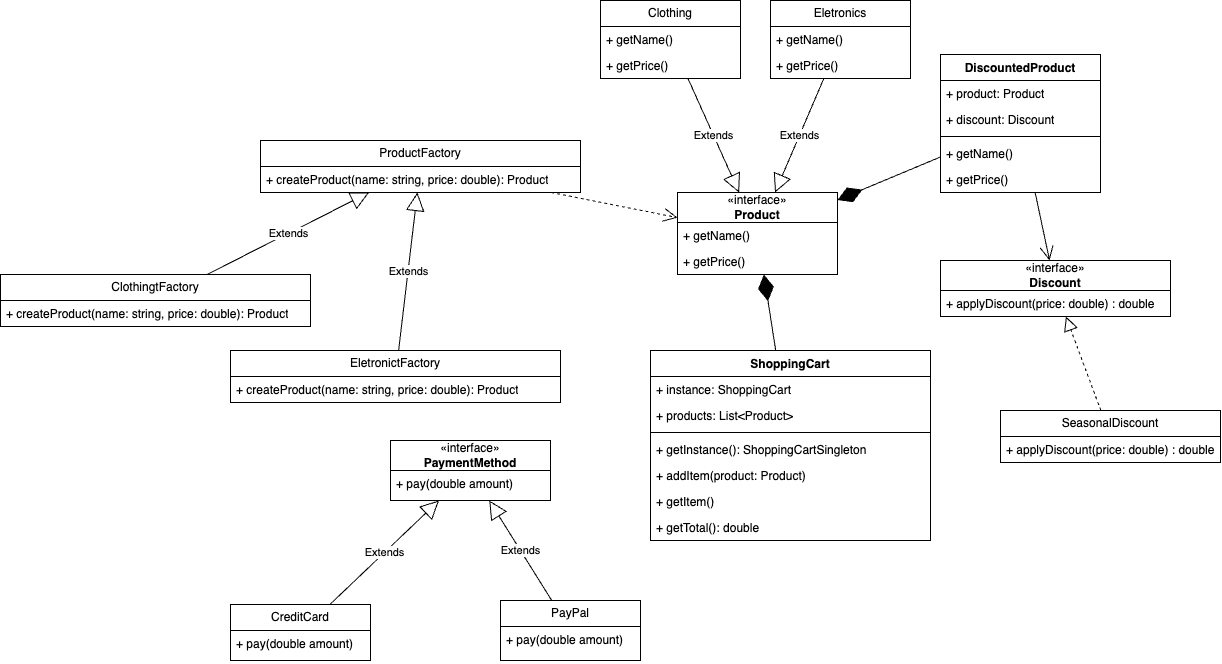 Clothing
+ getName()
+ getPrice()
Eletronics
+ getName()
+ getPrice()
DiscountedProduct
+ product: Product
+ discount: Discount
+ getName()
+ getPrice()
Extends
Extends
ProductFactory
+ createProduct(name: string, price: double): Product
«interface»
Product
+ getName()
+ getPrice()
Extends
Extends
ClothingtFactory
+ createProduct(name: string, price: double): Product
«interface»
Discount
+ applyDiscount(price: double) : double
EletronictFactory
+ createProduct(name: string, price: double): Product
ShoppingCart
+ instance: ShoppingCart
+ products: List<Product>
+ getInstance(): ShoppingCartSingleton
+ addItem(product: Product)
+ getItem()
+ getTotal(): double
SeasonalDiscount
+ applyDiscount(price: double) : double
«interface»
PaymentMethod
+ pay(double amount)
Extends
Extends
CreditCard
+ pay(double amount)
PayPal
+ pay(double amount)